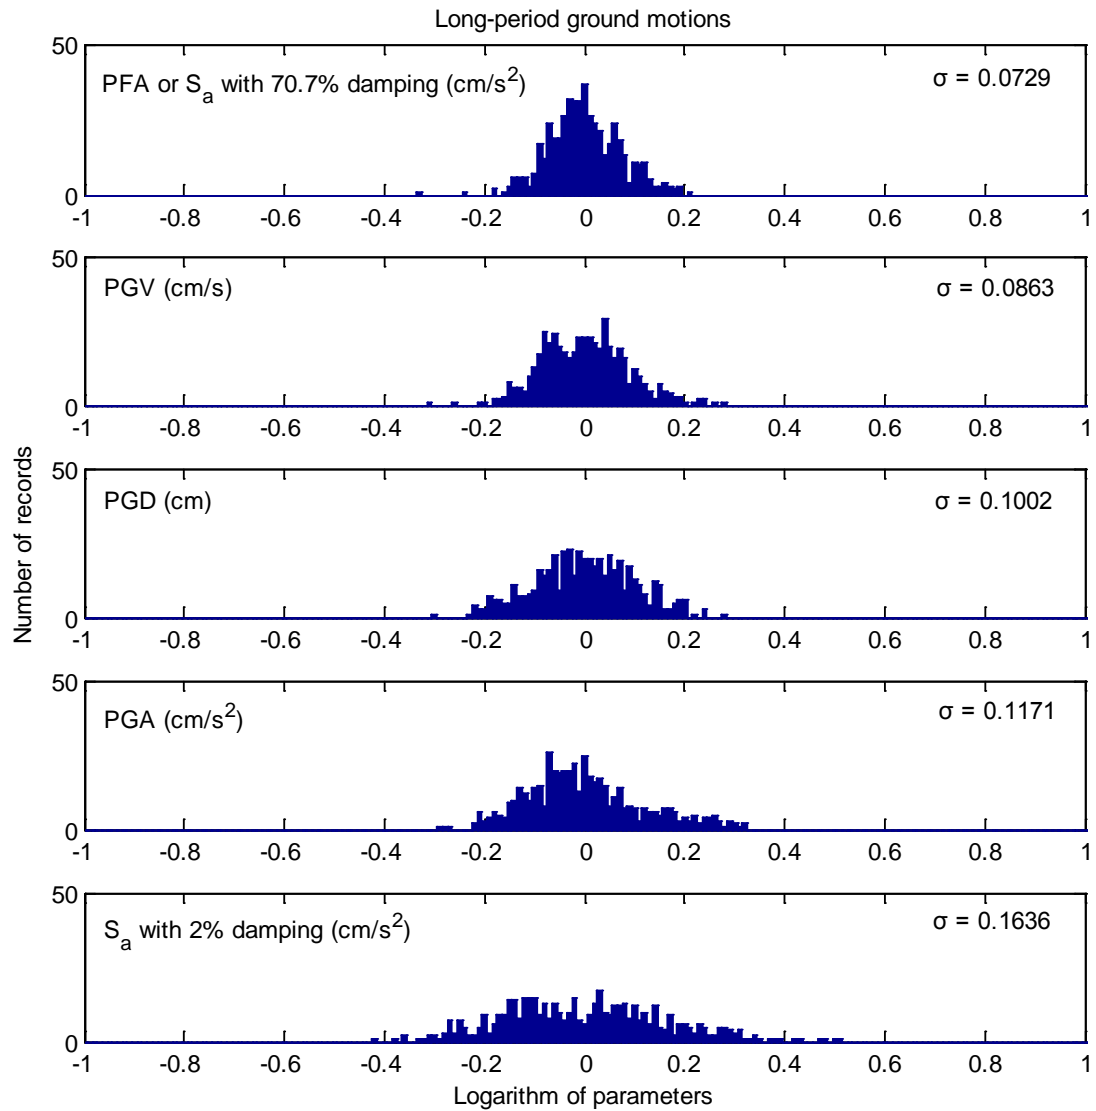 Long-period ground motions
50
PFA or Sa with 70.7% damping (cm/s2)
σ = 0.0729
0
-1 -0.8 -0.6 -0.4 -0.2 0 0.2 0.4 0.6 0.8 1
50
PGV (cm/s)
σ = 0.0863
0
-1 -0.8 -0.6 -0.4 -0.2 0 0.2 0.4 0.6 0.8 1
Number of records
50
PGD (cm)
σ = 0.1002
0
-1 -0.8 -0.6 -0.4 -0.2 0 0.2 0.4 0.6 0.8 1
50
PGA (cm/s2)
σ = 0.1171
0
-1 -0.8 -0.6 -0.4 -0.2 0 0.2 0.4 0.6 0.8 1
50
Sa with 2% damping (cm/s2)
σ = 0.1636
0
-1 -0.8 -0.6 -0.4 -0.2 0 0.2 0.4 0.6 0.8 1
Logarithm of parameters